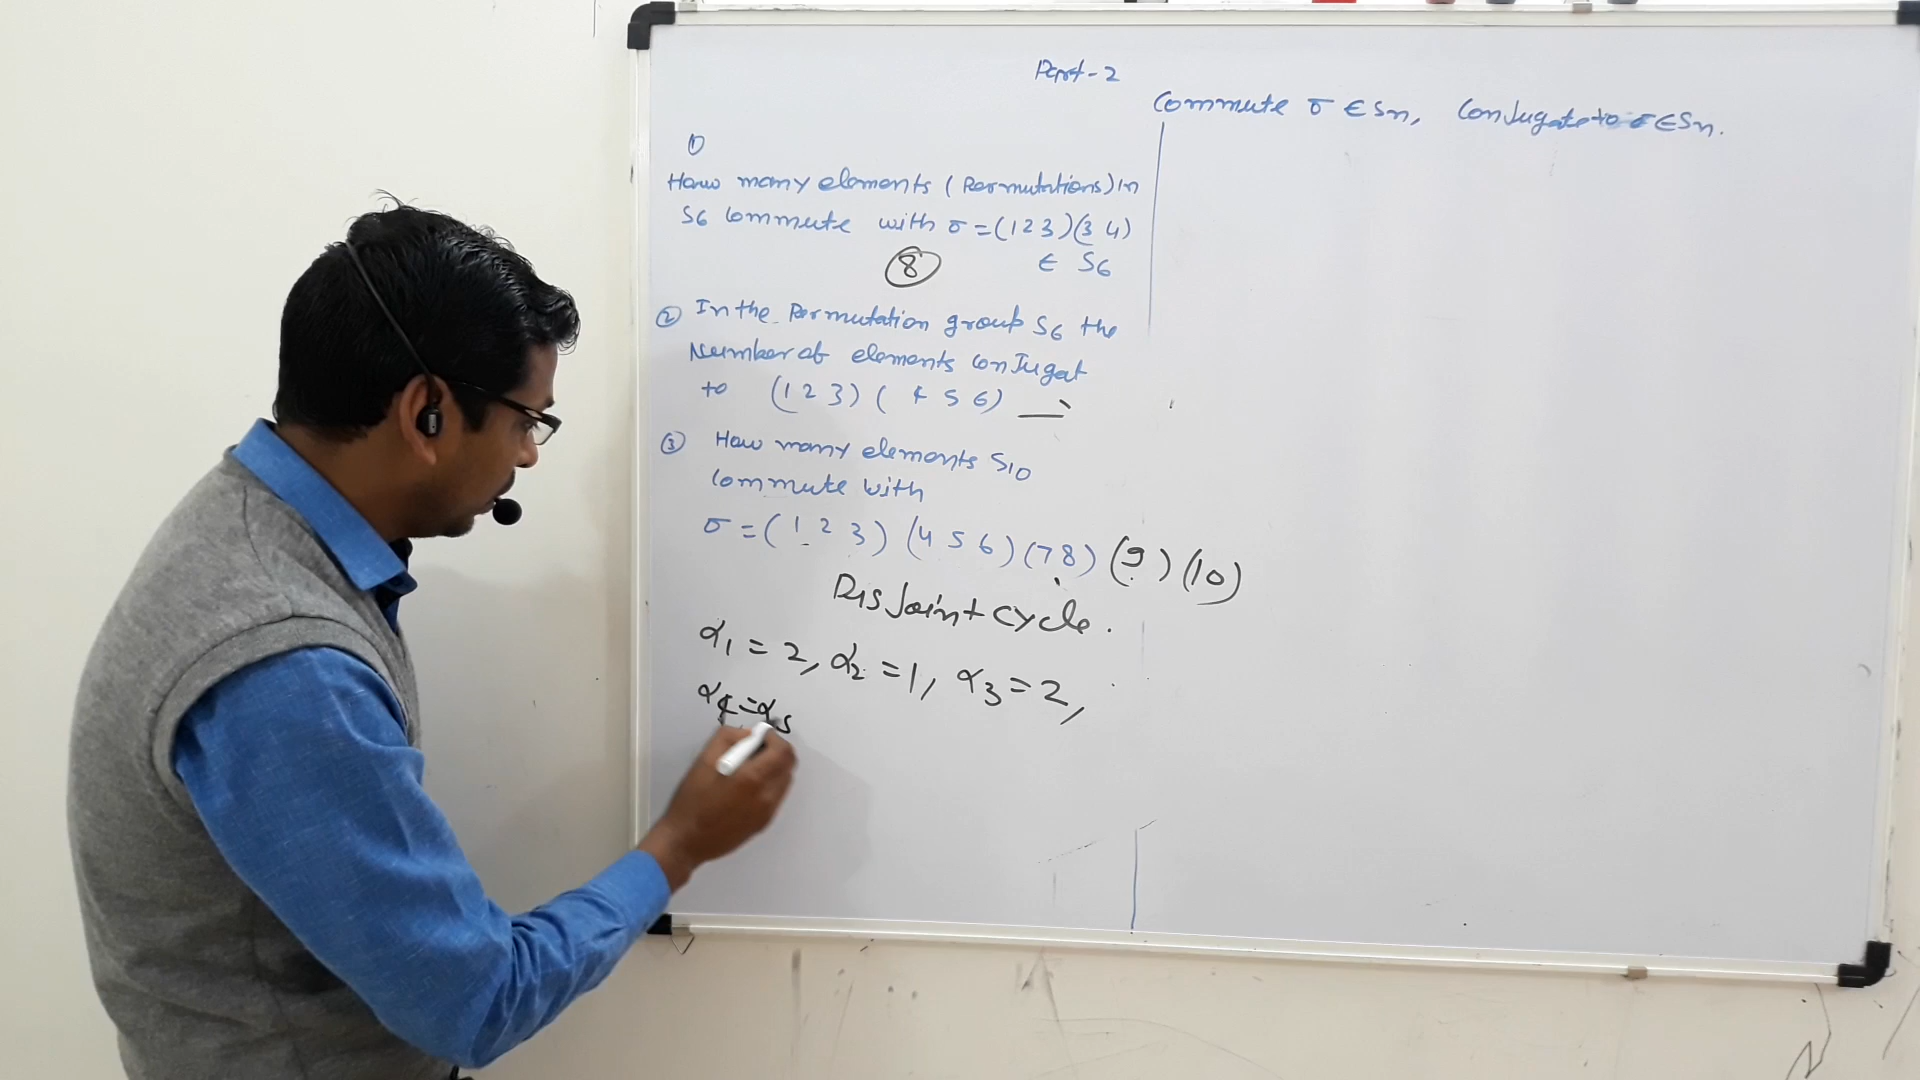 Part-2
Commute σ ∈ Sn, Conjugate to σ ∈ Sn.
①
How many elements (Permutations) in
S6 Commute with σ = (1 2 3)(3 4)
∈ S6
8
② In the Permutation group S6 the
Number of elements Conjugat
to (1 2 3) ( 4 5 6) —
③ How many elements S10
Commute with
σ = (1 2 3) (4 5 6) (7 8) (9) (10)
Disjoint cycle.
α1 = 2, α2 = 1, α3 = 2,
α4 = α5